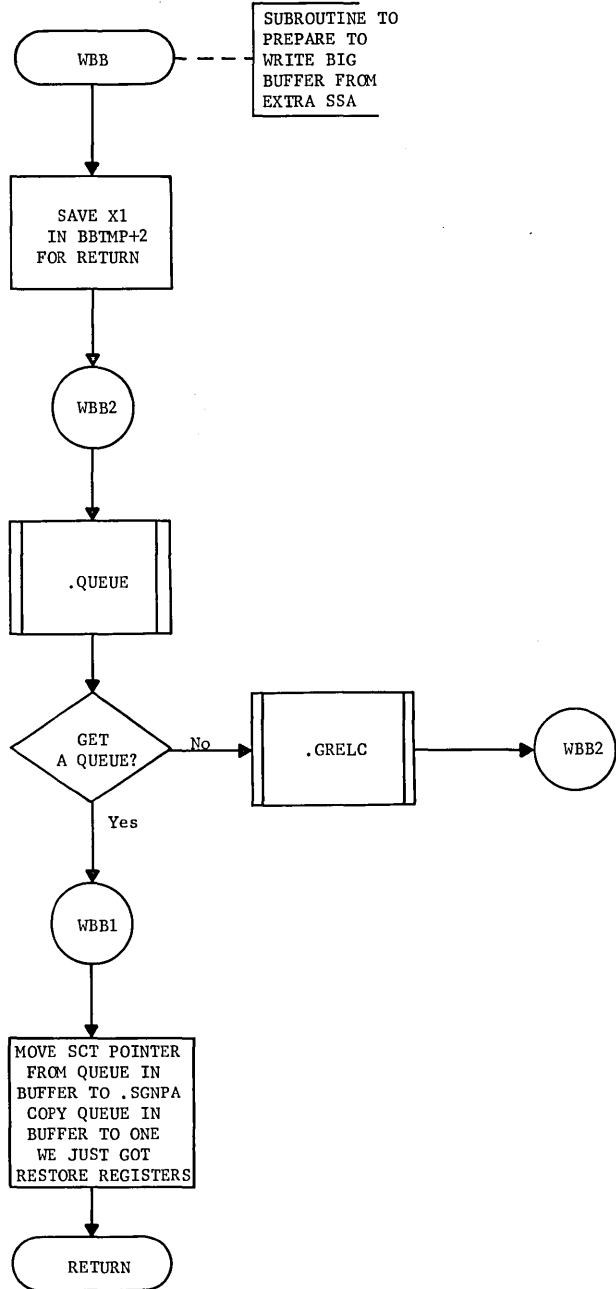 WBB
SUBROUTINE TO
PREPARE TO
WRITE BIG
BUFFER FROM
EXTRA SSA
SAVE X1
IN BBTMP+2
FOR RETURN
WBB2
.QUEUE
GET
A QUEUE?
No
.GRELC
WBB2
Yes
WBB1
MOVE SCT POINTER
FROM QUEUE IN
BUFFER TO .SGNPA
COPY QUEUE IN
BUFFER TO ONE
WE JUST GOT
RESTORE REGISTERS
RETURN